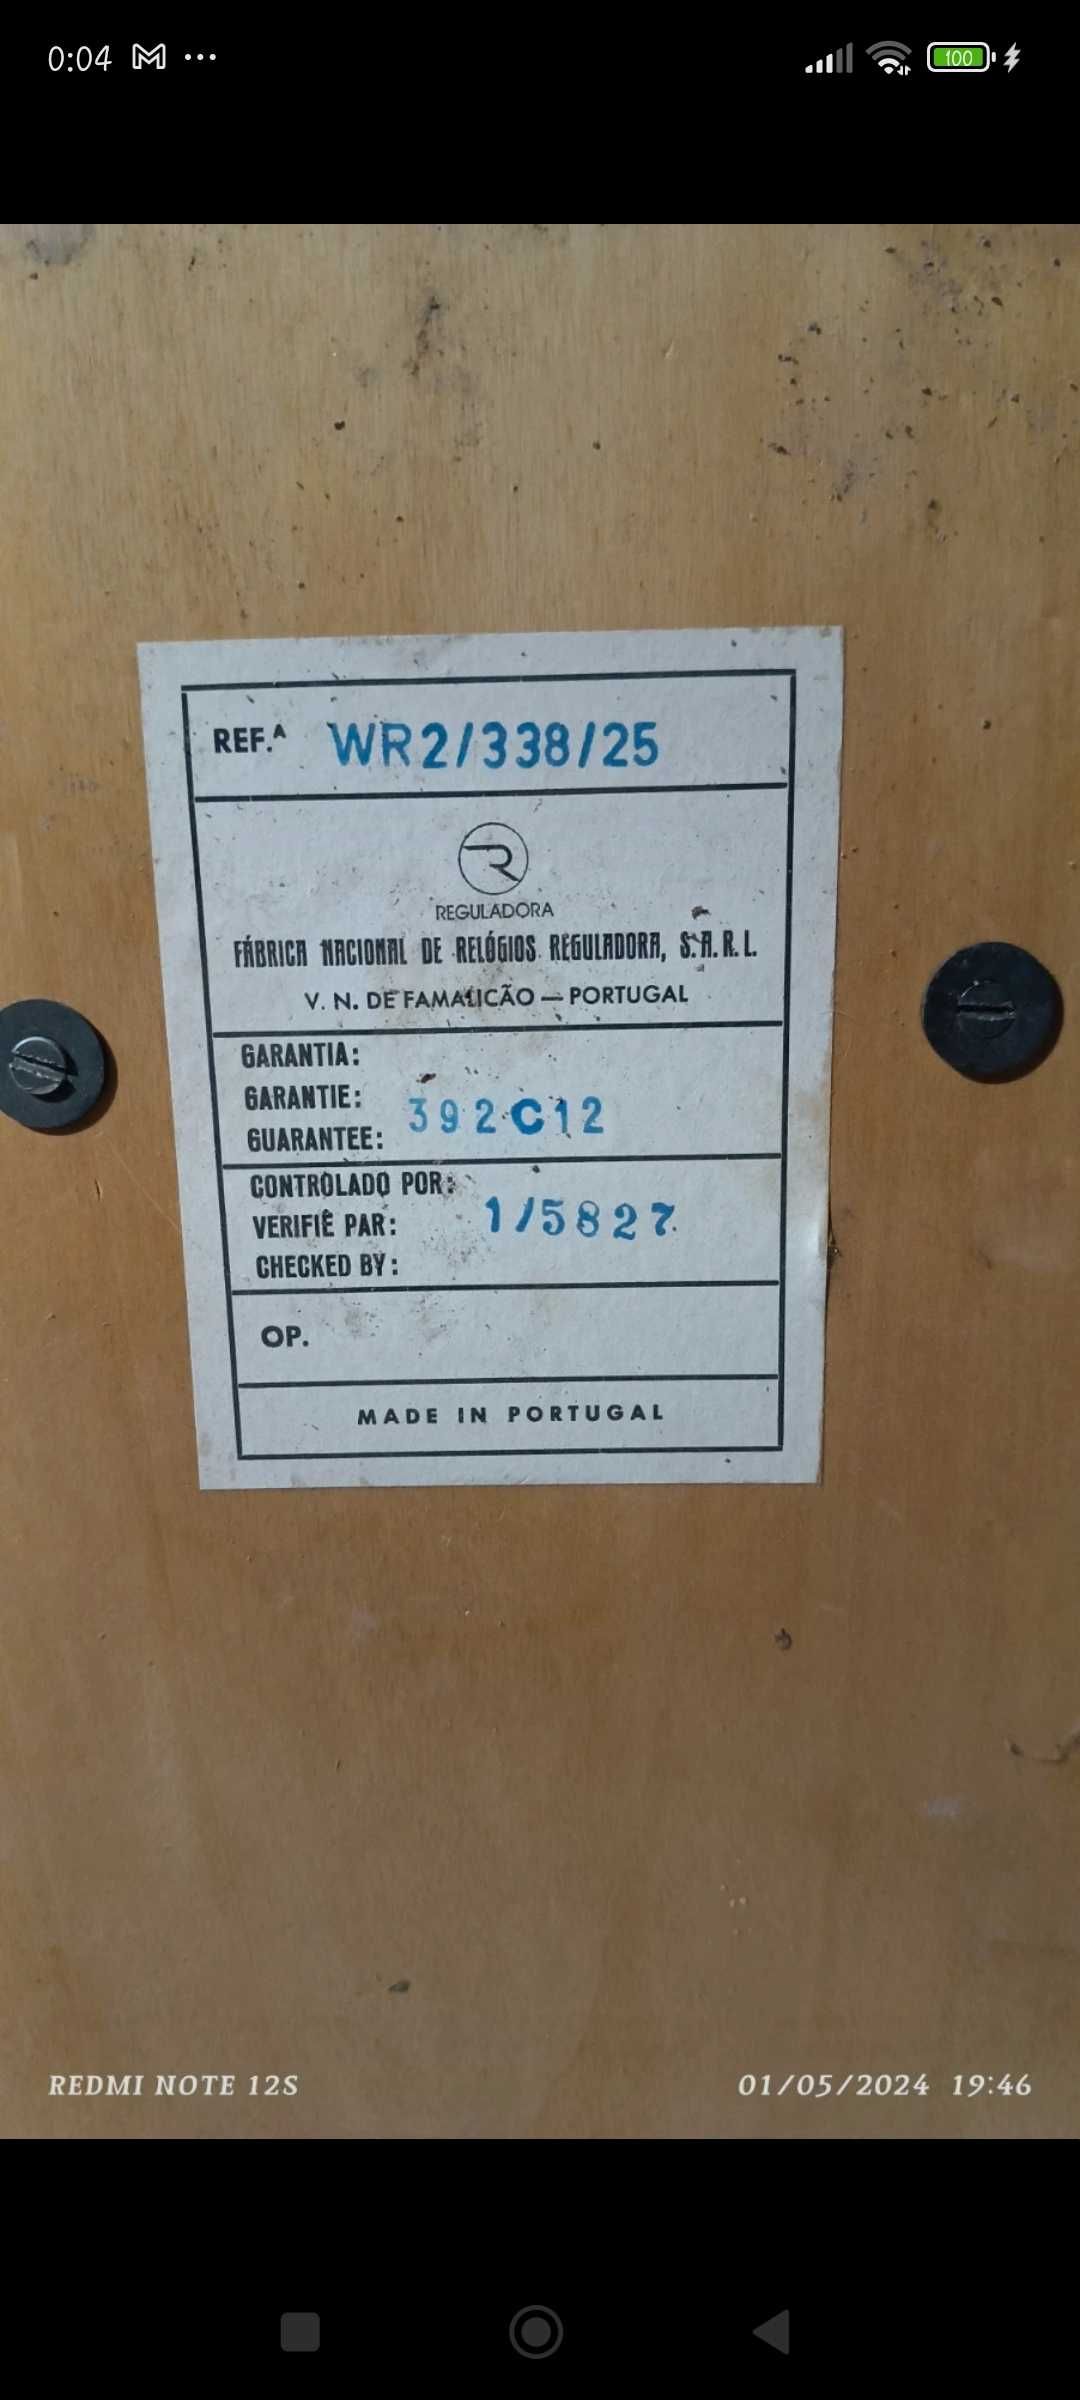 0:04
100
REF.ᴬ WR2/338/25
R
REGULADORA
FÁBRICA NACIONAL DE RELÓGIOS REGULADORA, S.A.R.L.
V. N. DE FAMALICÃO — PORTUGAL
GARANTIA:
GARANTIE: 392C12
GUARANTEE:
CONTROLADO POR:
VERIFIÊ PAR: 1/5827
CHECKED BY:
OP.
MADE IN PORTUGAL
REDMI NOTE 12S 01/05/2024 19:46